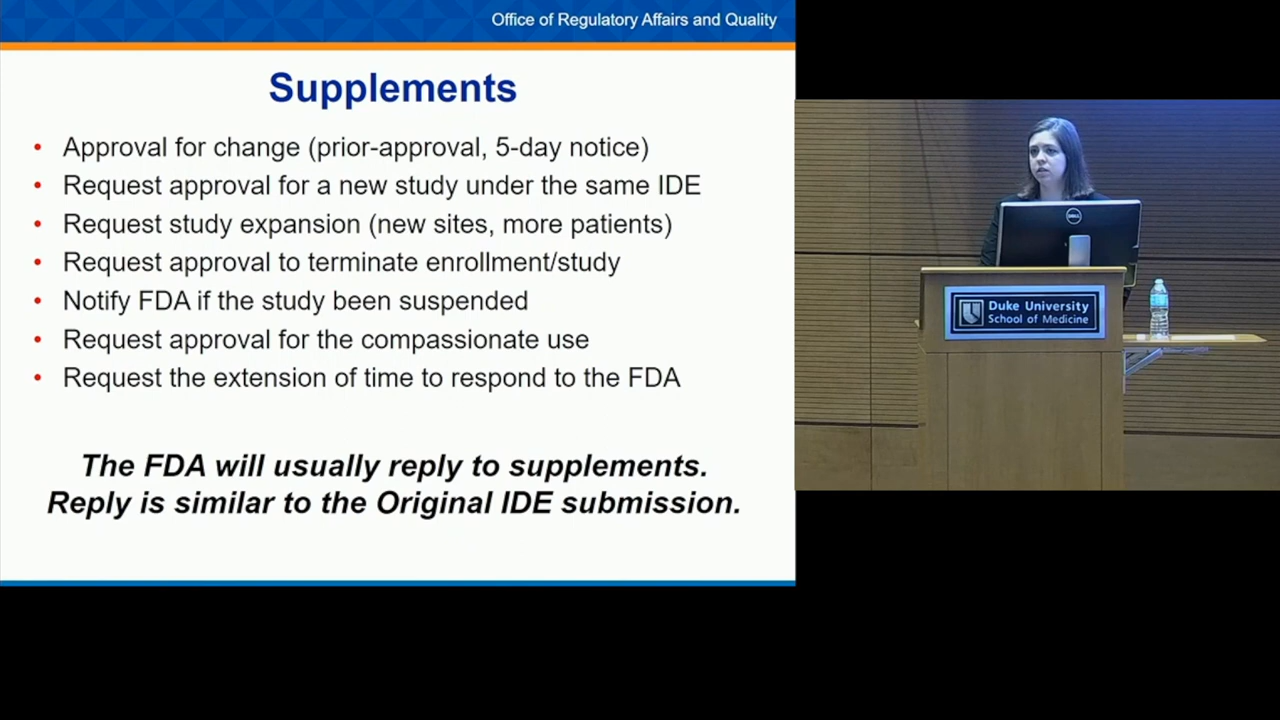 Office of Regulatory Affairs and Quality
Supplements
• Approval for change (prior-approval, 5-day notice)
• Request approval for a new study under the same IDE
• Request study expansion (new sites, more patients)
• Request approval to terminate enrollment/study
• Notify FDA if the study been suspended
• Request approval for the compassionate use
• Request the extension of time to respond to the FDA
The FDA will usually reply to supplements.
Reply is similar to the Original IDE submission.
DELL
Duke University
School of Medicine